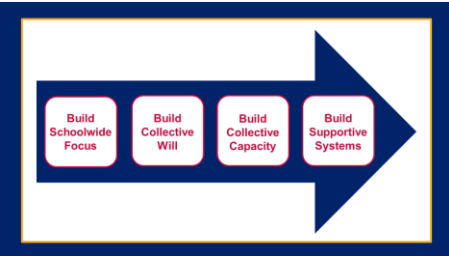 Build
Schoolwide
Focus
Build
Collective
Will
Build
Collective
Capacity
Build
Supportive
Systems